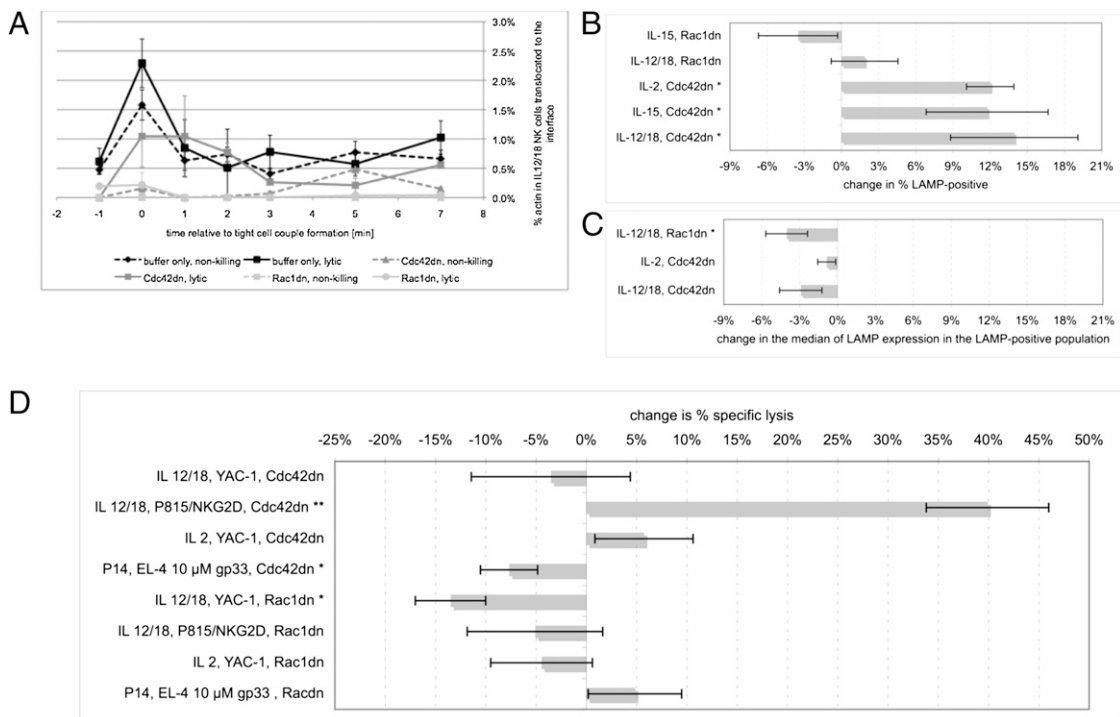 A
3.0%
2.5%
2.0%
1.5%
1.0%
0.5%
0.0%
% actin in IL12/18 NK cells translocated to the
interface
-2 -1 0 1 2 3 4 5 6 7 8
time relative to tight cell couple formation [min]
buffer only, non-killing buffer only, lytic Cdc42dn, non-killing
Cdc42dn, lytic Rac1dn, non-killing Rac1dn, lytic
B
IL-15, Rac1dn
IL-12/18, Rac1dn
IL-2, Cdc42dn *
IL-15, Cdc42dn *
IL-12/18, Cdc42dn *
-9% -6% -3% 0% 3% 6% 9% 12% 15% 18% 21%
change in % LAMP-positive
C
IL-12/18, Rac1dn *
IL-2, Cdc42dn
IL-12/18, Cdc42dn
-9% -6% -3% 0% 3% 6% 9% 12% 15% 18% 21%
change in the median of LAMP expression in the LAMP-positive population
D
change is % specific lysis
-25% -20% -15% -10% -5% 0% 5% 10% 15% 20% 25% 30% 35% 40% 45% 50%
IL 12/18, YAC-1, Cdc42dn
IL 12/18, P815/NKG2D, Cdc42dn **
IL 2, YAC-1, Cdc42dn
P14, EL-4 10 µM gp33, Cdc42dn *
IL 12/18, YAC-1, Rac1dn *
IL 12/18, P815/NKG2D, Rac1dn
IL 2, YAC-1, Rac1dn
P14, EL-4 10 µM gp33 , Racdn